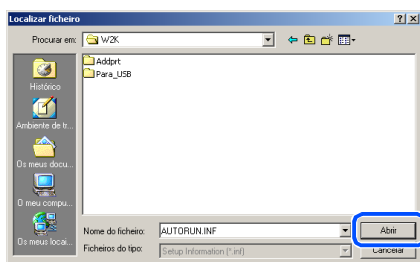 Localizar ficheiro
Procurar em: W2K
Addprt
Para_USB
Histórico
Ambiente de tr...
Os meus docu...
O meu compu...
Os meus locai...
Nome do ficheiro: AUTORUN.INF Abrir
Ficheiros do tipo: Setup Information (*.inf) Cancelar